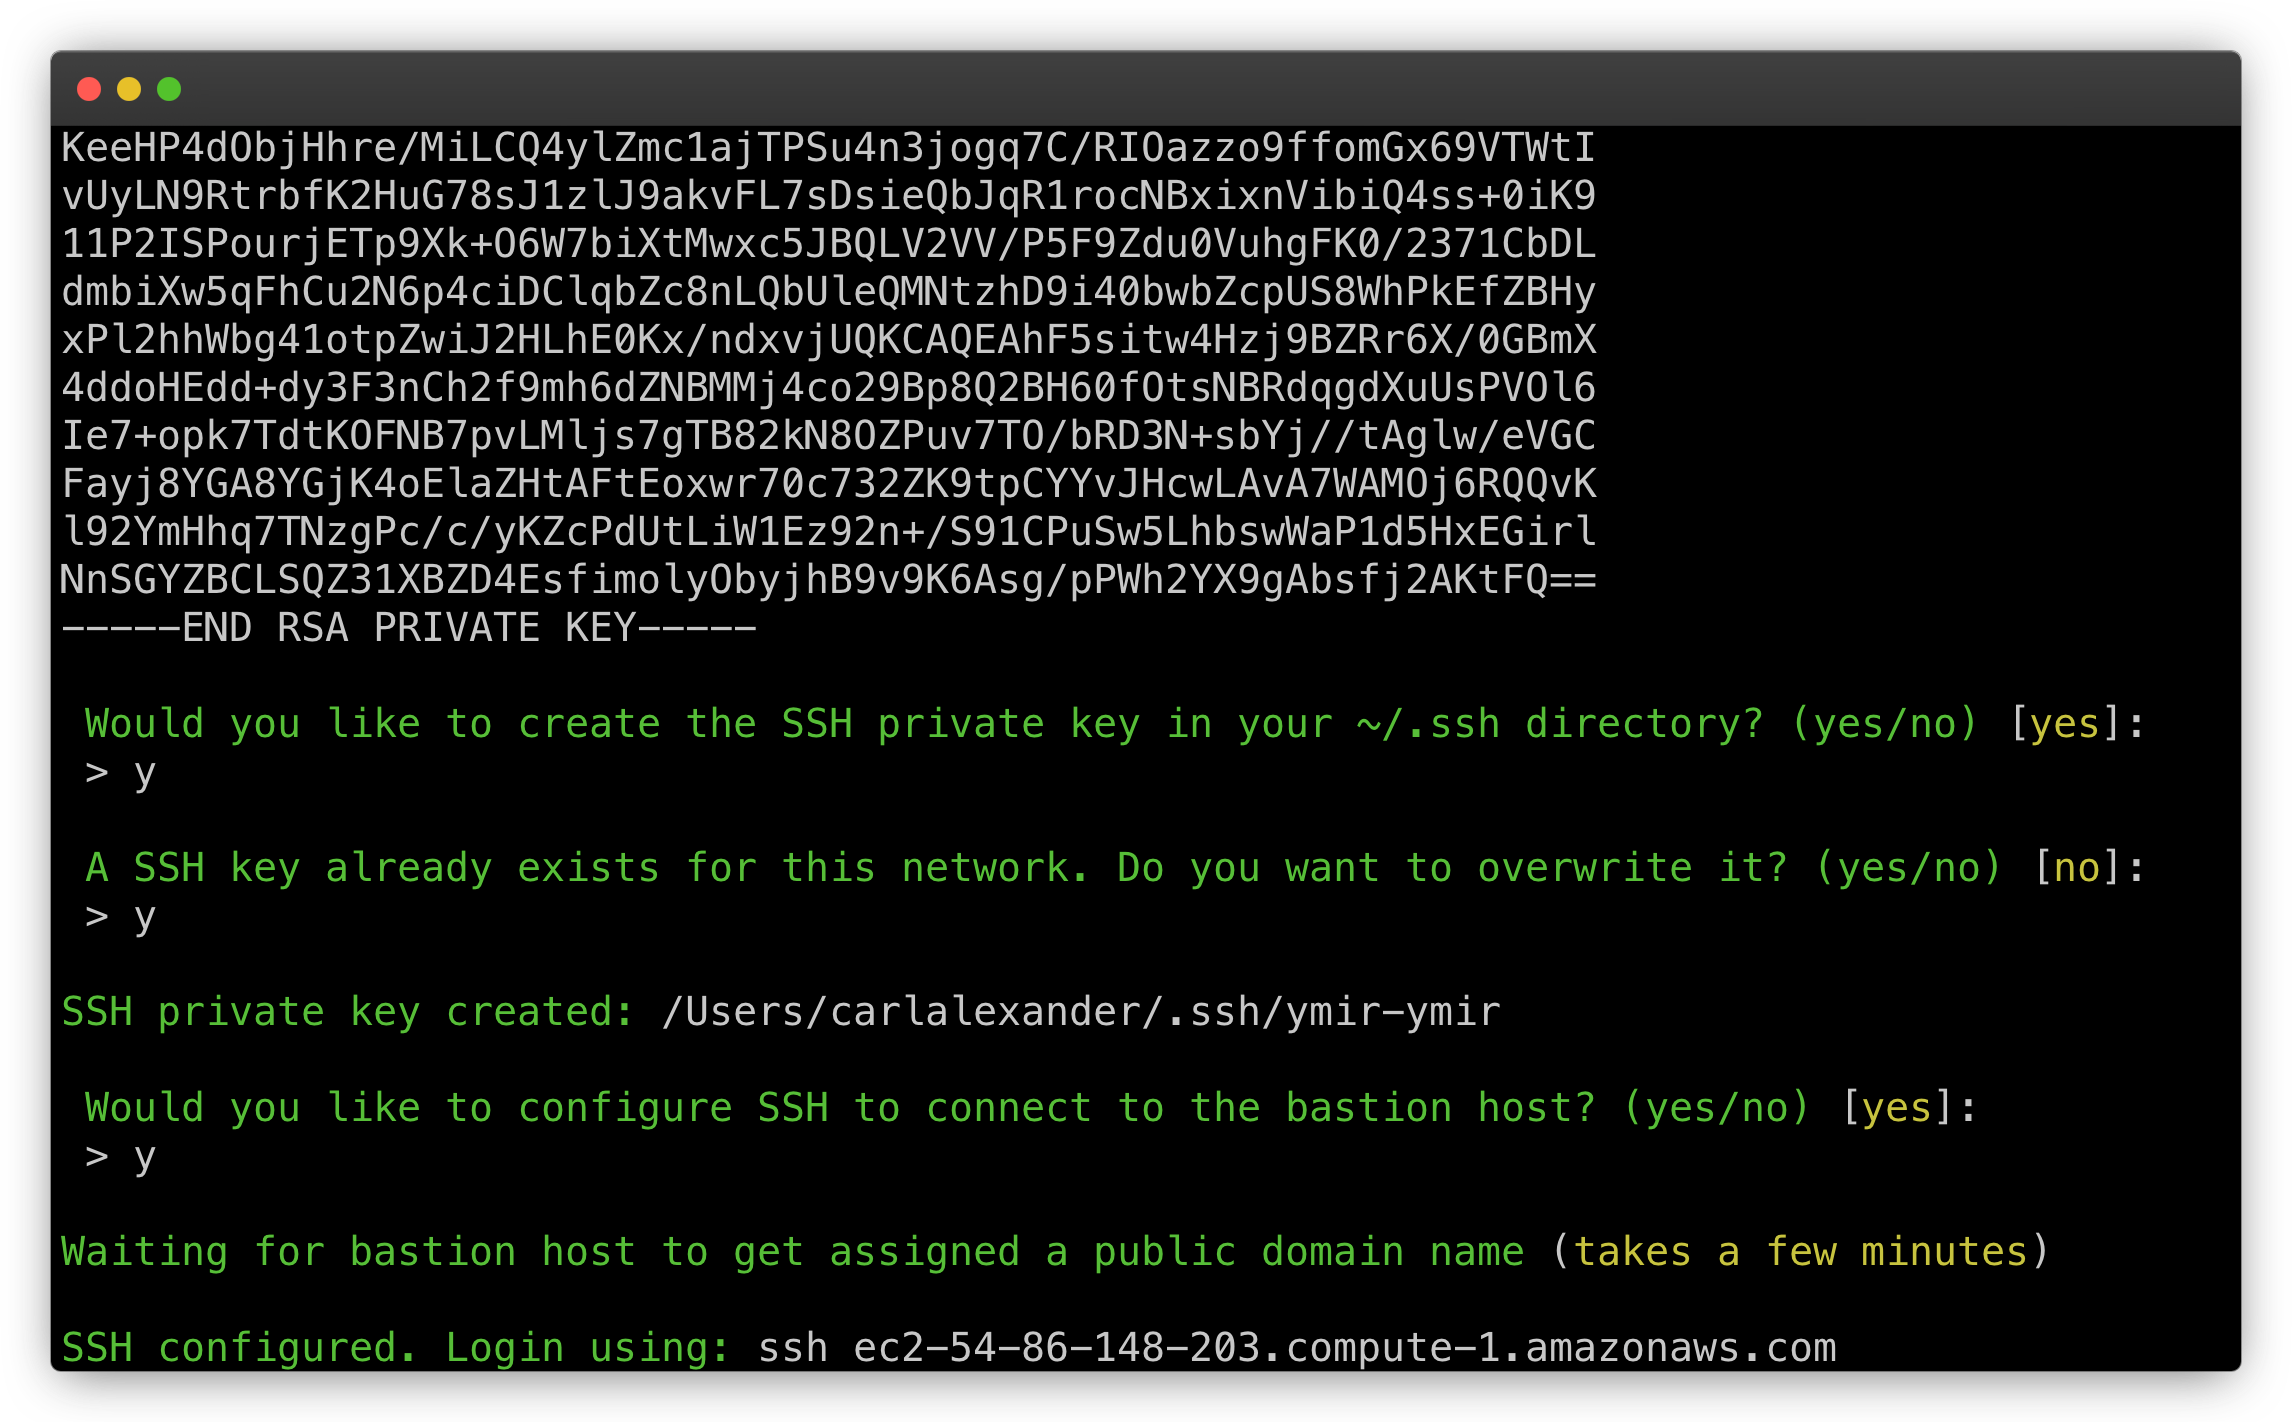 KeeHP4dObjHhre/MiLCQ4ylZmc1ajTPSu4n3jogq7C/RIOazzo9ffomGx69VTWtI
vUyLN9RtrbfK2HuG78sJ1zlJ9akvFL7sDsieQbJqR1rocNBxixnVibiQ4ss+0iK9
11P2ISPourjETp9Xk+O6W7biXtMwxc5JBQLV2VV/P5F9Zdu0VuhgFK0/2371CbDL
dmbiXw5qFhCu2N6p4ciDClqbZc8nLQbUleQMNtzhD9i40bwbZcpUS8WhPkEfZBHy
xPl2hhWbg41otpZwiJ2HLhE0Kx/ndxvjUQKCAQEAhF5sitw4Hzj9BZRr6X/0GBmX
4ddoHEdd+dy3F3nCh2f9mh6dZNBMMj4co29Bp8Q2BH60fOtsNBRdqgdXuUsPVOl6
Ie7+opk7TdtKOFNB7pvLMljs7gTB82kN8OZPuv7TO/bRD3N+sbYj//tAglw/eVGC
Fayj8YGA8YGjK4oElaZHtAFtEoxwr70c732ZK9tpCYYvJHcwLAvA7WAMOj6RQQvK
l92YmHhq7TNzgPc/c/yKZcPdUtLiW1Ez92n+/S91CPuSw5LhbswWaP1d5HxEGirl
NnSGYZBCLSQZ31XBZD4EsfimolyObyjhB9v9K6Asg/pPWh2YX9gAbsfj2AKtFQ==
-----END RSA PRIVATE KEY-----
Would you like to create the SSH private key in your ~/.ssh directory? (yes/no) [yes]:
> y
A SSH key already exists for this network. Do you want to overwrite it? (yes/no) [no]:
> y
SSH private key created: /Users/carlalexander/.ssh/ymir-ymir
Would you like to configure SSH to connect to the bastion host? (yes/no) [yes]:
> y
Waiting for bastion host to get assigned a public domain name (takes a few minutes)
SSH configured. Login using: ssh ec2-54-86-148-203.compute-1.amazonaws.com